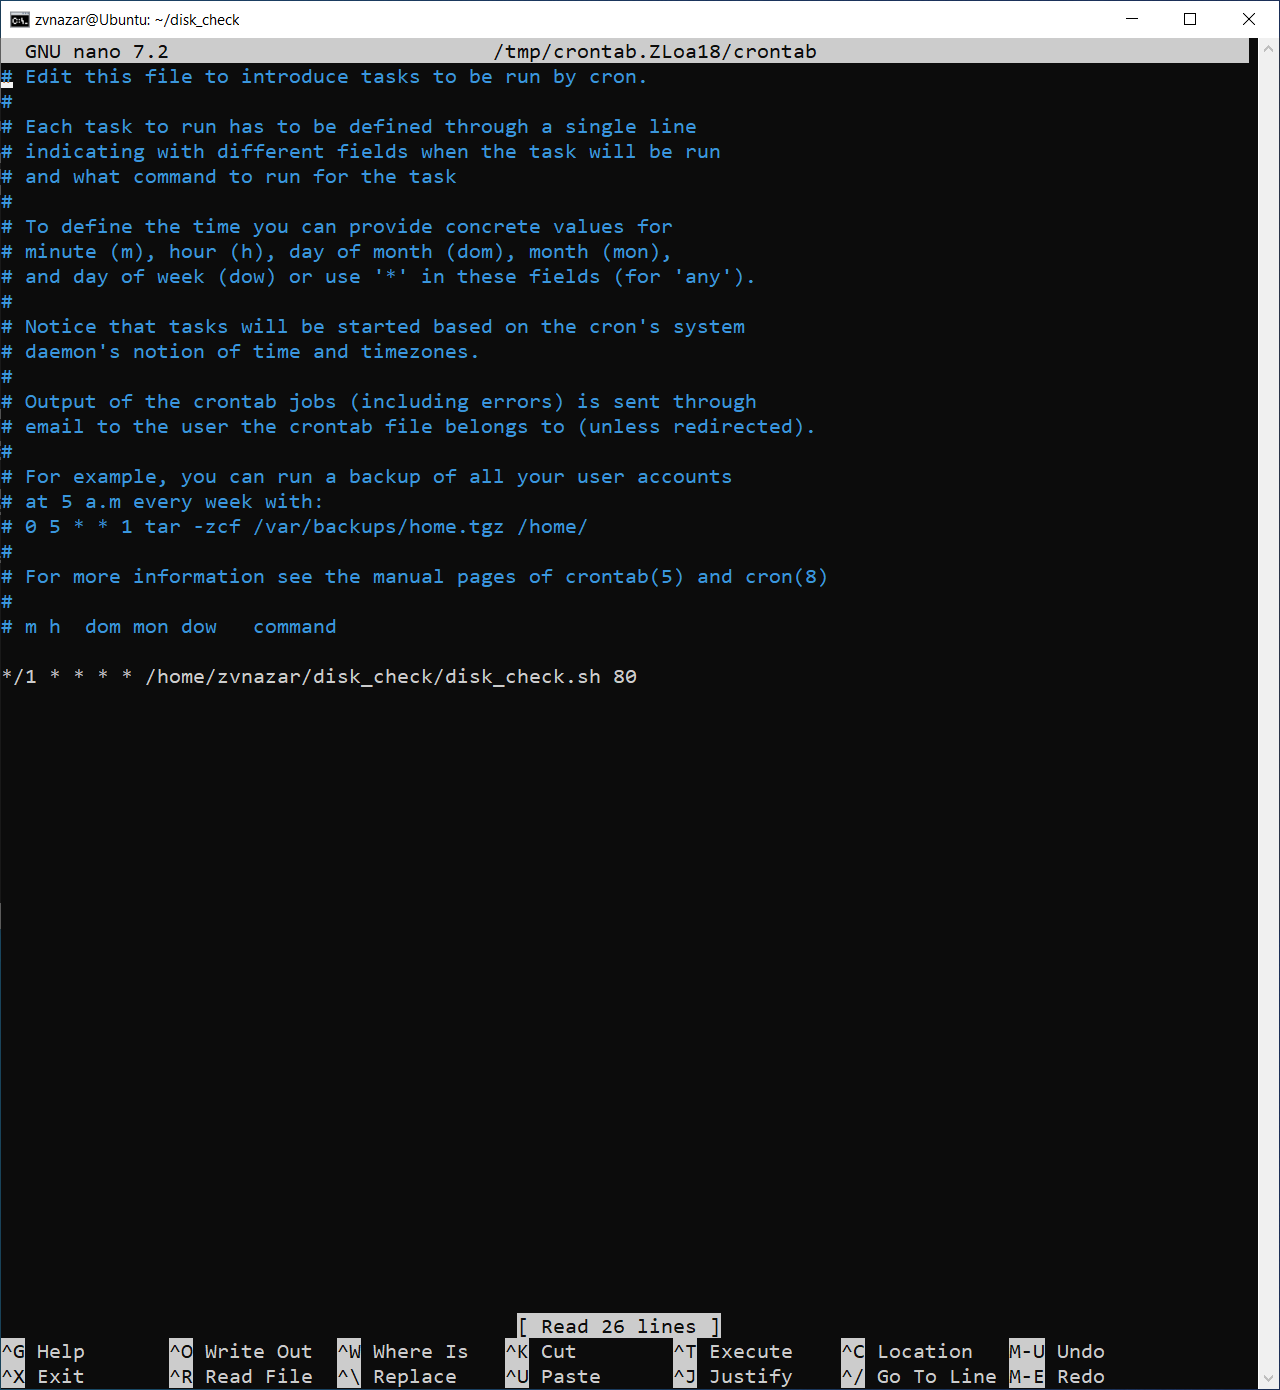 zvnazar@Ubuntu: ~/disk_check
GNU nano 7.2 /tmp/crontab.ZLoa18/crontab
# Edit this file to introduce tasks to be run by cron.
#
# Each task to run has to be defined through a single line
# indicating with different fields when the task will be run
# and what command to run for the task
#
# To define the time you can provide concrete values for
# minute (m), hour (h), day of month (dom), month (mon),
# and day of week (dow) or use '*' in these fields (for 'any').
#
# Notice that tasks will be started based on the cron's system
# daemon's notion of time and timezones.
#
# Output of the crontab jobs (including errors) is sent through
# email to the user the crontab file belongs to (unless redirected).
#
# For example, you can run a backup of all your user accounts
# at 5 a.m every week with:
# 0 5 * * 1 tar -zcf /var/backups/home.tgz /home/
#
# For more information see the manual pages of crontab(5) and cron(8)
#
# m h  dom mon dow   command
*/1 * * * * /home/zvnazar/disk_check/disk_check.sh 80
[ Read 26 lines ]
^G Help ^O Write Out ^W Where Is ^K Cut ^T Execute ^C Location M-U Undo
^X Exit ^R Read File ^\ Replace ^U Paste ^J Justify ^/ Go To Line M-E Redo